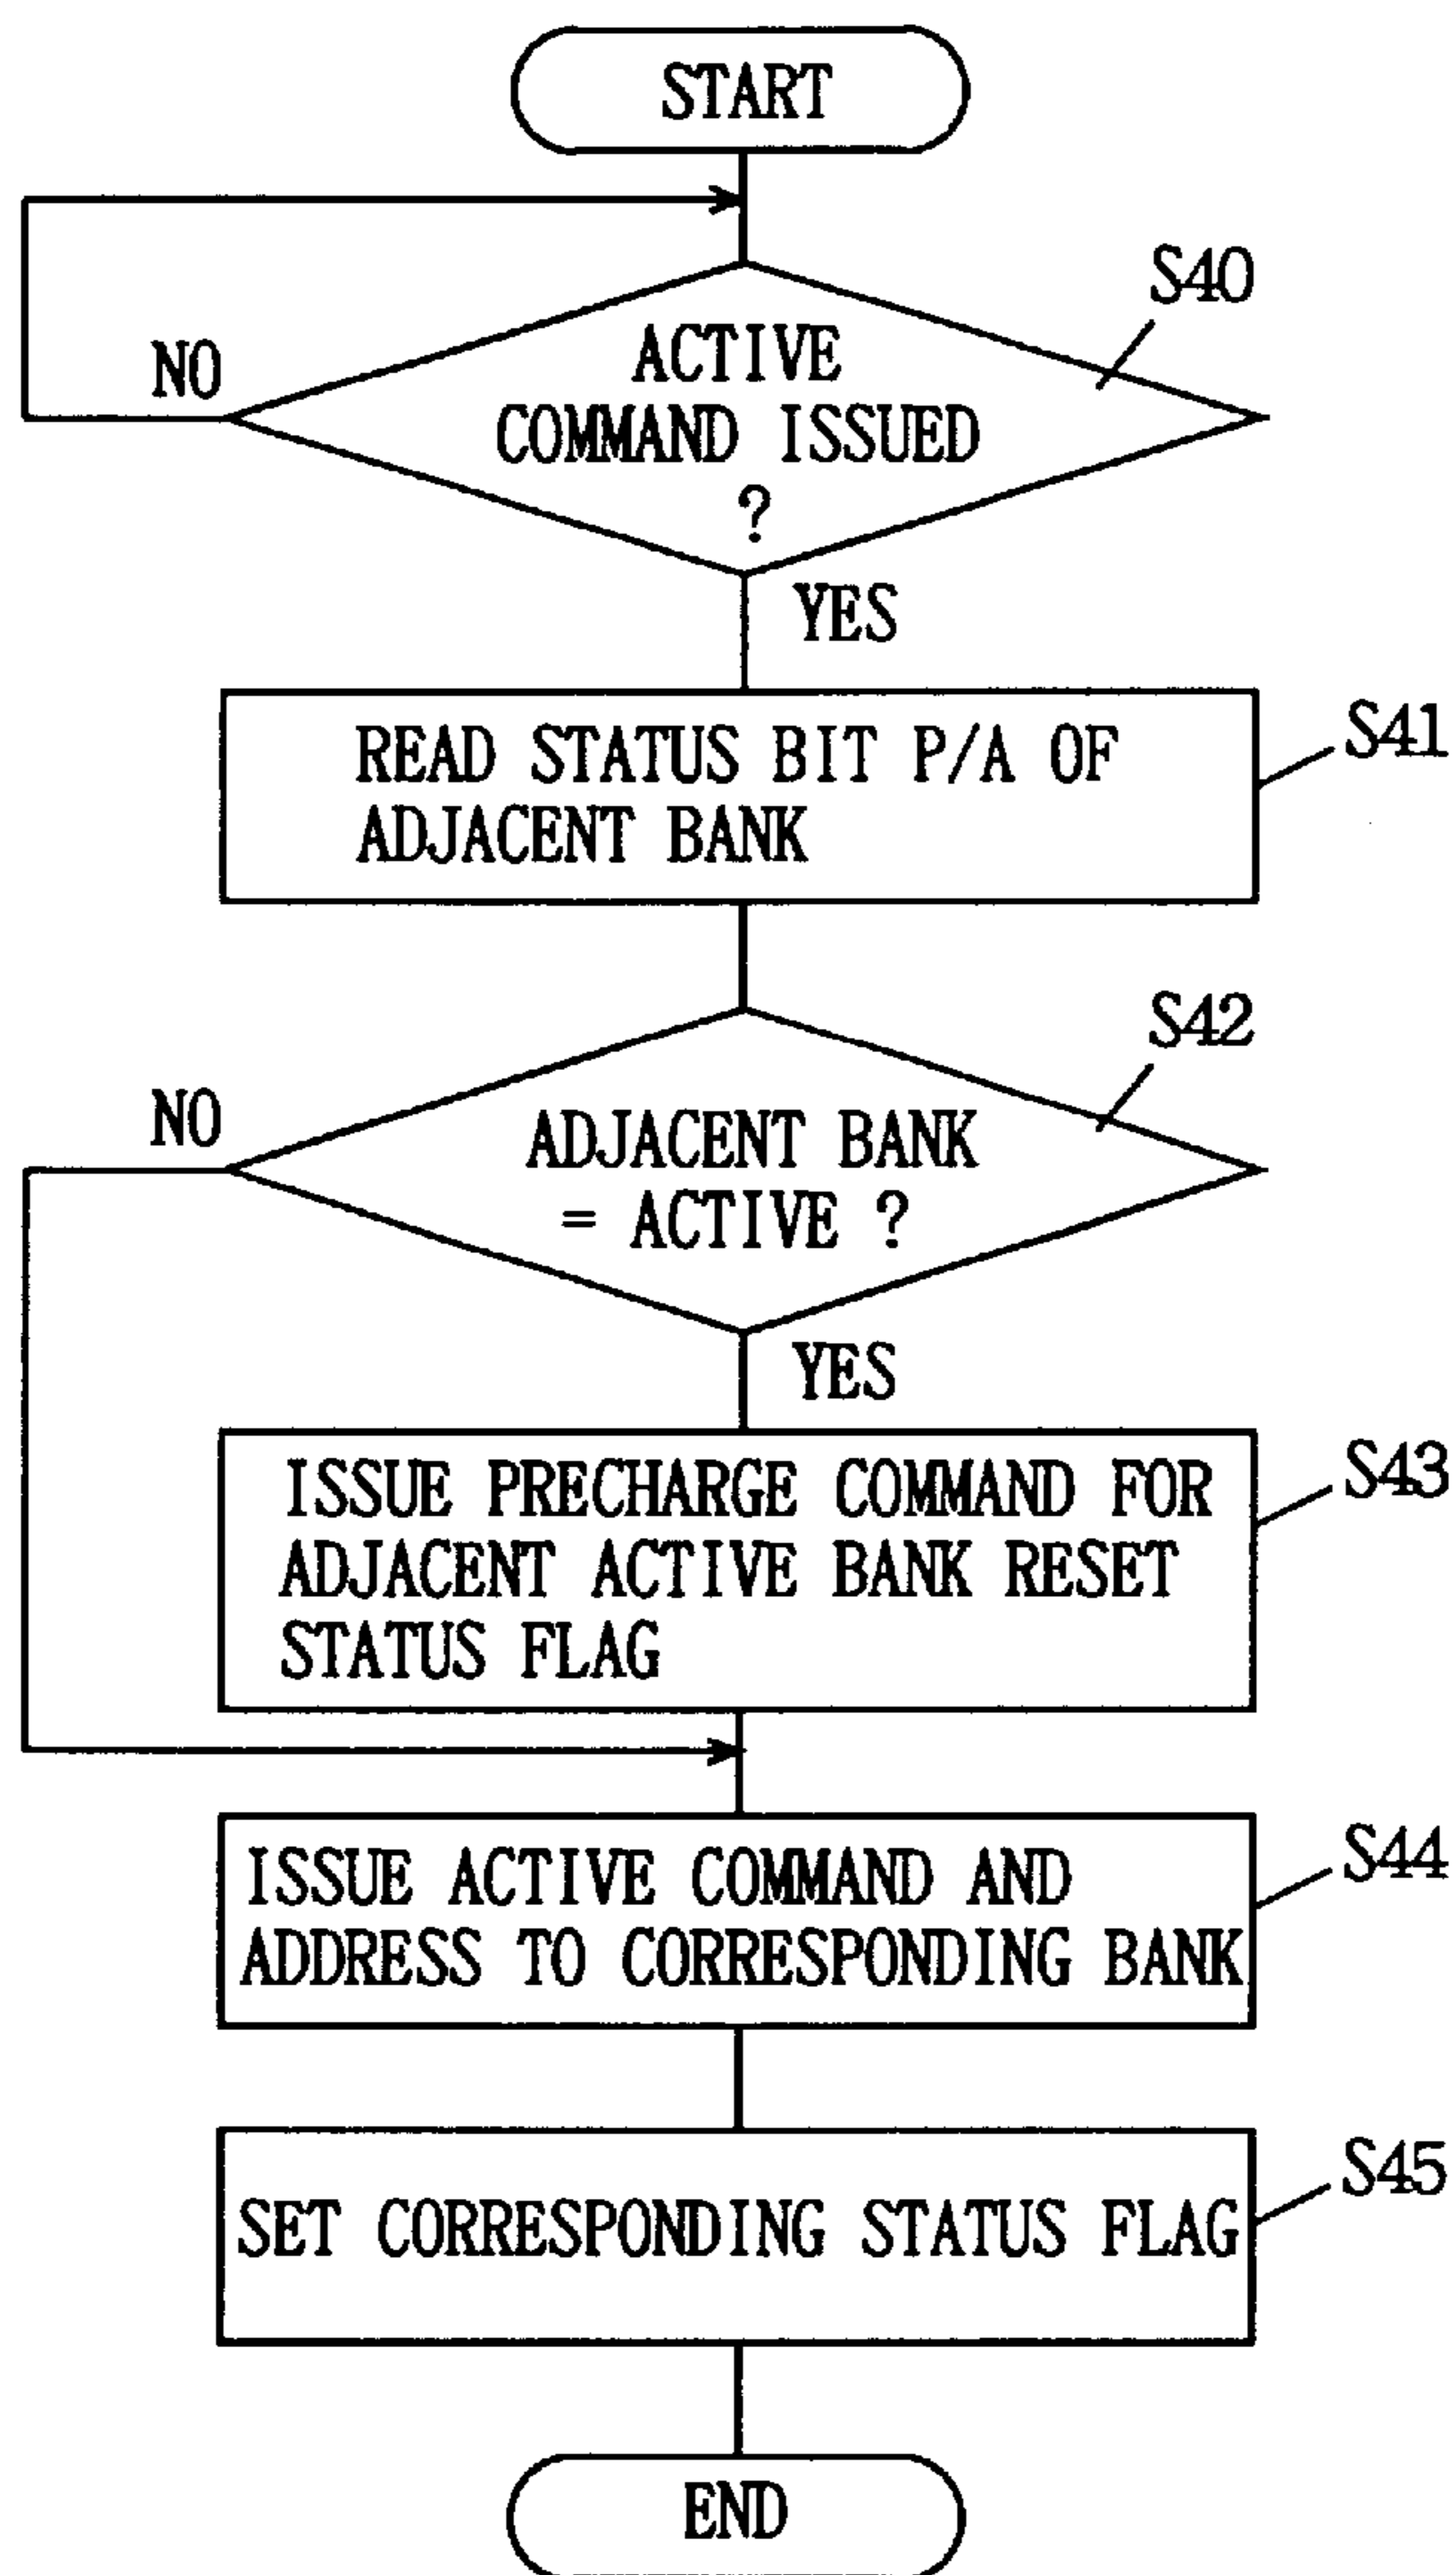 START
S40
NO
ACTIVE
COMMAND ISSUED
?
YES
S41
READ STATUS BIT P/A OF
ADJACENT BANK
S42
NO
ADJACENT BANK
= ACTIVE ?
YES
S43
ISSUE PRECHARGE COMMAND FOR
ADJACENT ACTIVE BANK RESET
STATUS FLAG
S44
ISSUE ACTIVE COMMAND AND
ADDRESS TO CORRESPONDING BANK
S45
SET CORRESPONDING STATUS FLAG
END